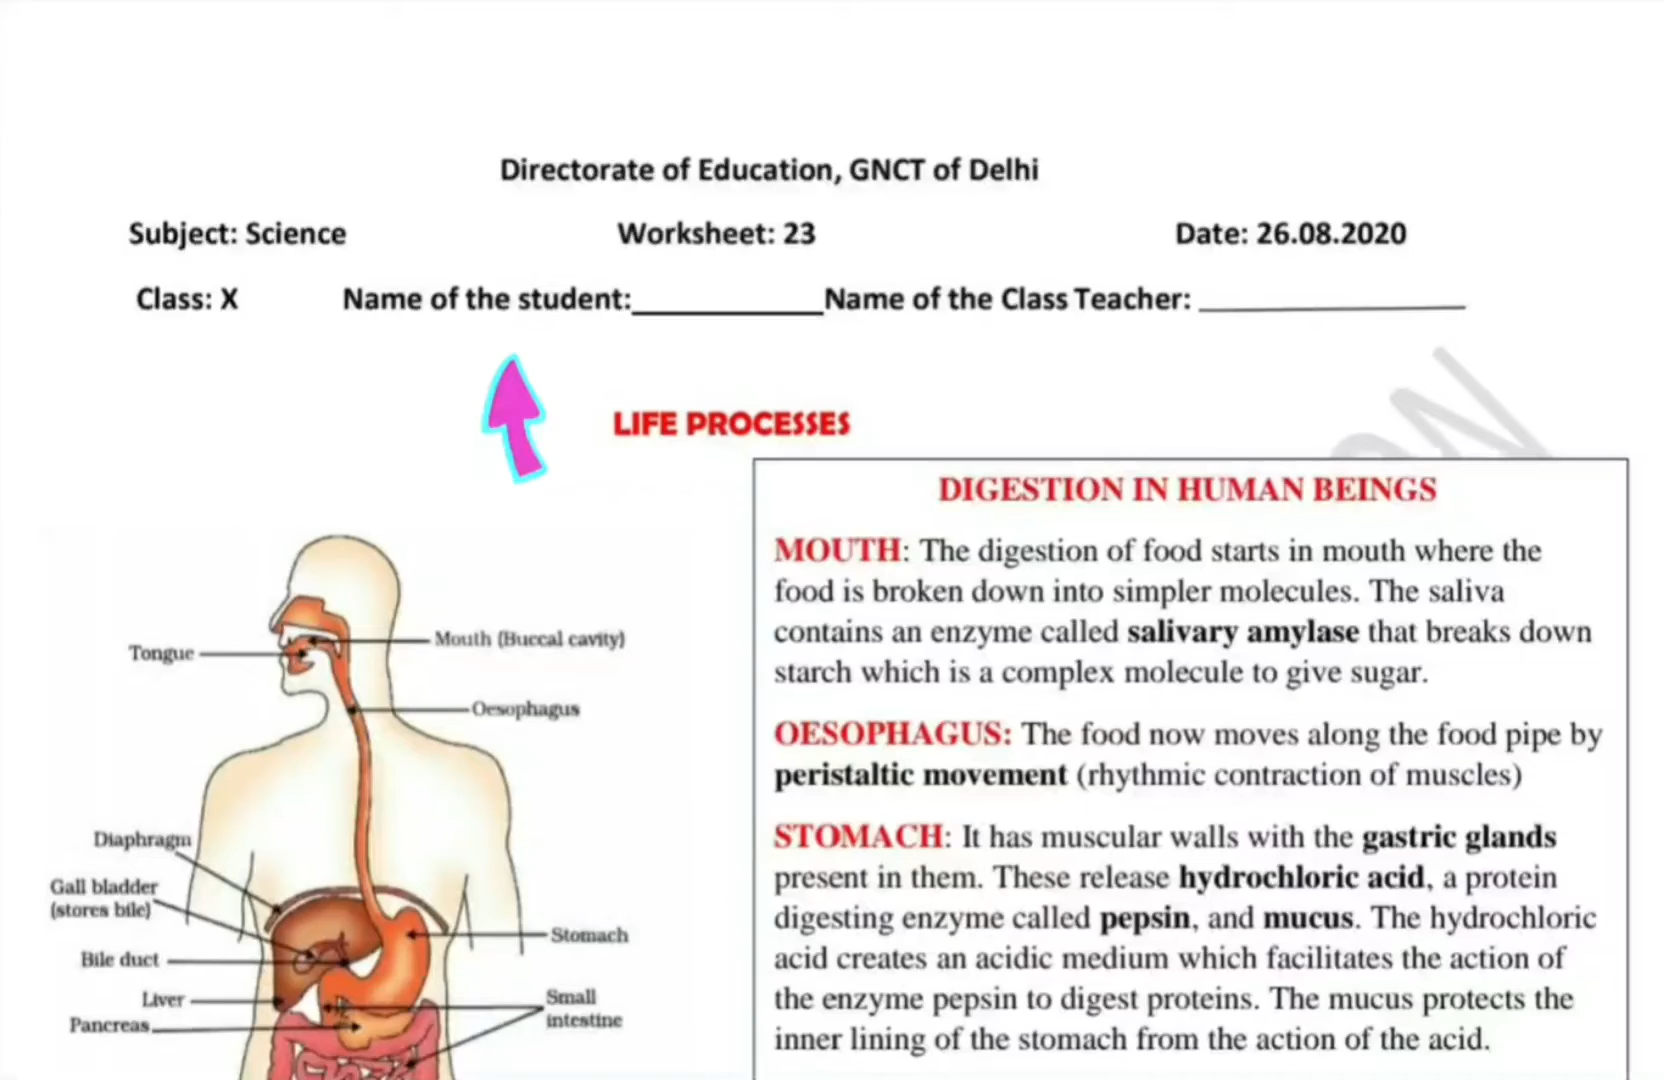 Directorate of Education, GNCT of Delhi
Subject: Science Worksheet: 23 Date: 26.08.2020
Class: X Name of the student:____________Name of the Class Teacher: ________________
LIFE PROCESSES
Tongue
Mouth (Buccal cavity)
Oesophagus
Diaphragm
Gall bladder
(stores bile)
Bile duct
Liver
Pancreas
Stomach
Small
intestine
DIGESTION IN HUMAN BEINGS
MOUTH: The digestion of food starts in mouth where the
food is broken down into simpler molecules. The saliva
contains an enzyme called salivary amylase that breaks down
starch which is a complex molecule to give sugar.
OESOPHAGUS: The food now moves along the food pipe by
peristaltic movement (rhythmic contraction of muscles)
STOMACH: It has muscular walls with the gastric glands
present in them. These release hydrochloric acid, a protein
digesting enzyme called pepsin, and mucus. The hydrochloric
acid creates an acidic medium which facilitates the action of
the enzyme pepsin to digest proteins. The mucus protects the
inner lining of the stomach from the action of the acid.